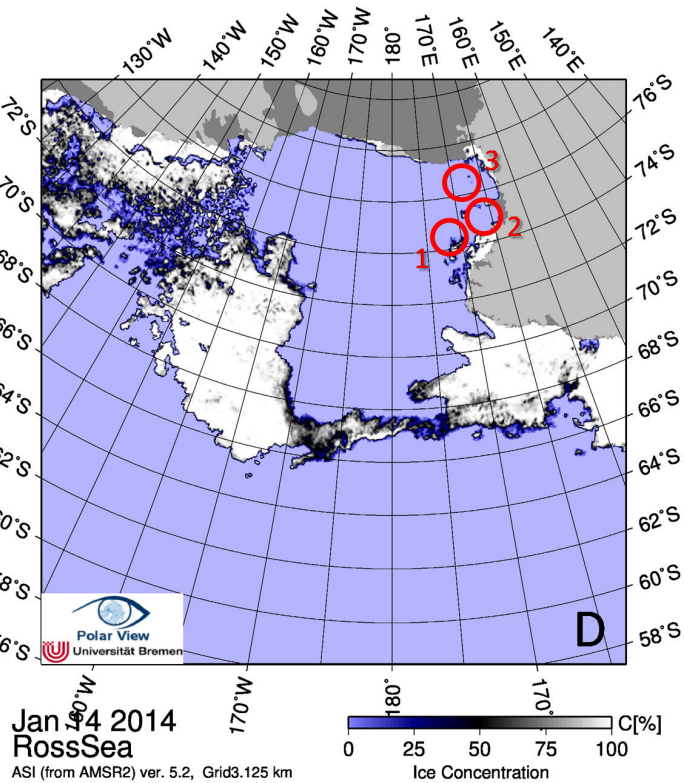 130°W 140°W 150°W 160°W 170°W 180° 170°E 160°E 150°E 140°E
72°S 76°S
70°S 74°S
68°S 72°S
66°S 70°S
64°S 68°S
62°S 66°S
60°S 64°S
58°S 62°S
56°S 60°S
58°S
3
2
1
D
Polar View
Universität Bremen
160°W 170°W 180° 170°
Jan 14 2014
RossSea
ASI (from AMSR2) ver. 5.2, Grid3.125 km
C[%]
0 25 50 75 100
Ice Concentration